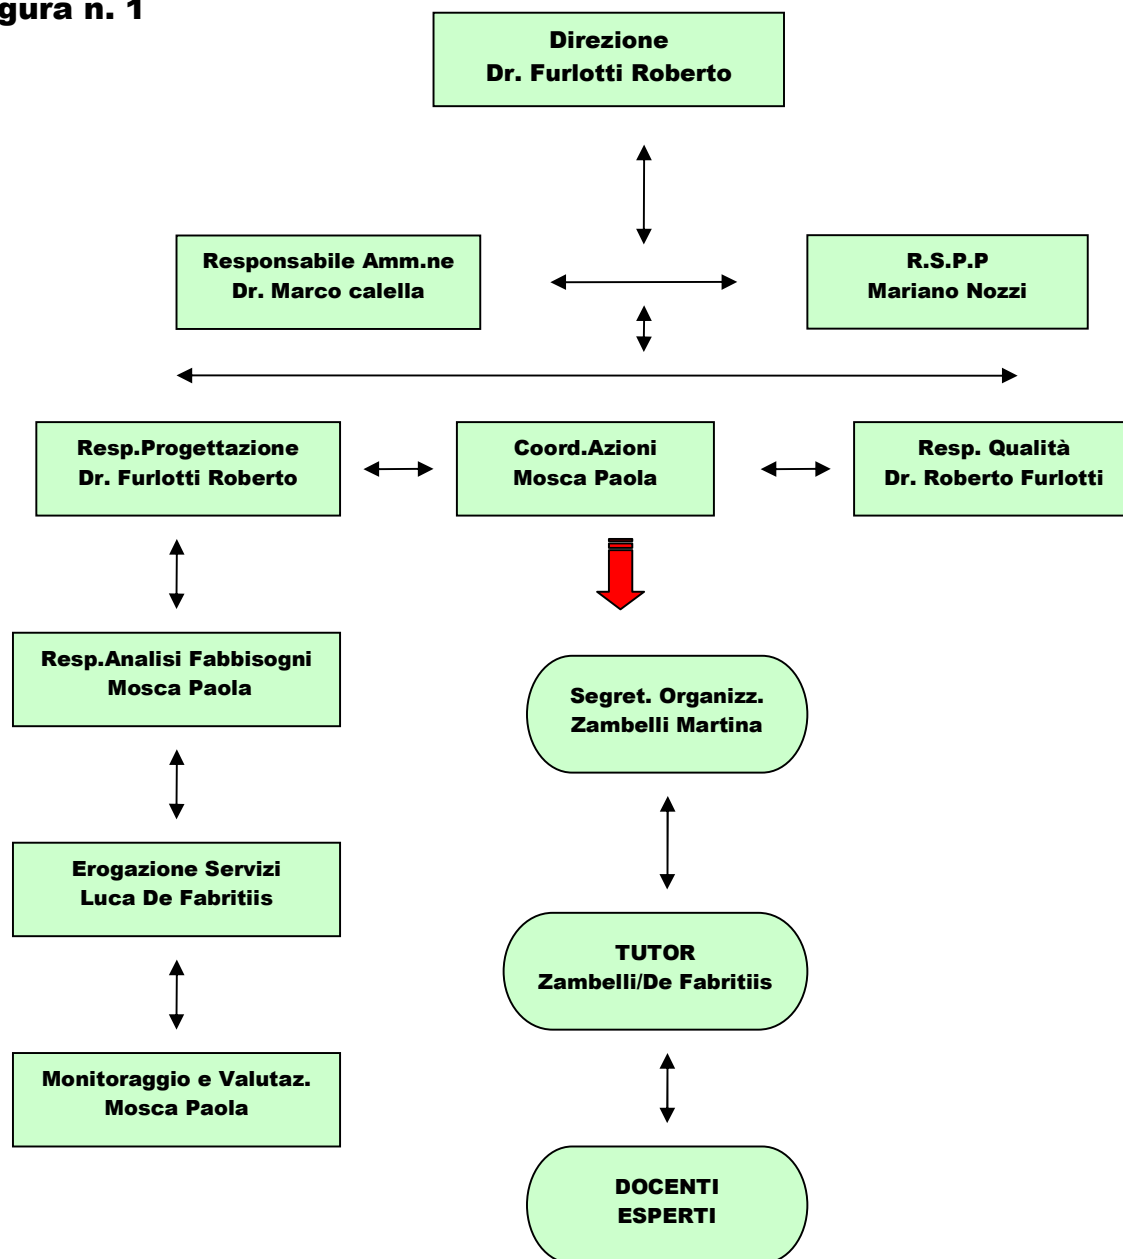 gura n. 1
Direzione
Dr. Furlotti Roberto
Responsabile Amm.ne
Dr. Marco calella
R.S.P.P
Mariano Nozzi
Resp.Progettazione
Dr. Furlotti Roberto
Coord.Azioni
Mosca Paola
Resp. Qualità
Dr. Roberto Furlotti
Resp.Analisi Fabbisogni
Mosca Paola
Segret. Organizz.
Zambelli Martina
Erogazione Servizi
Luca De Fabritiis
TUTOR
Zambelli/De Fabritiis
Monitoraggio e Valutaz.
Mosca Paola
DOCENTI
ESPERTI